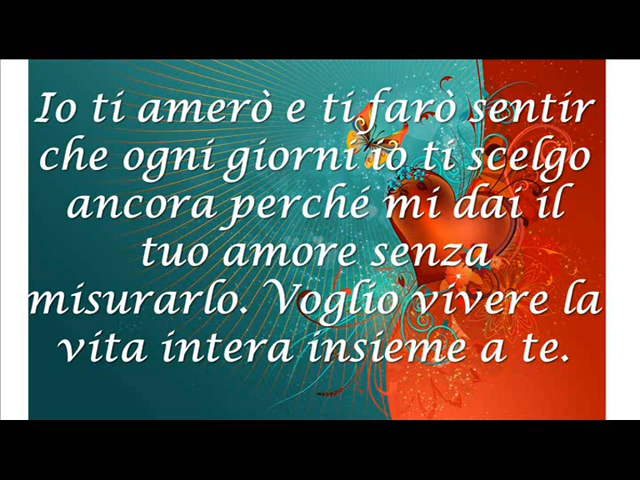 Io ti amerò e ti farò sentir
che ogni giorni io ti scelgo
ancora perché mi dai il
tuo amore senza
misurarlo. Voglio vivere la
vita intera insieme a te.